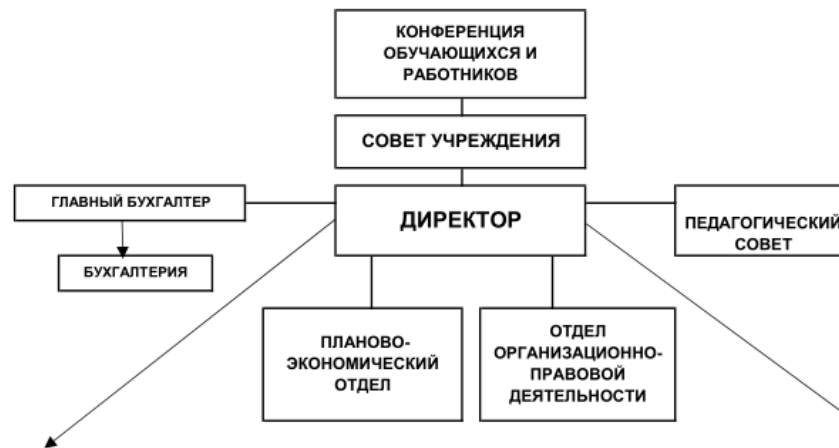 КОНФЕРЕНЦИЯ
ОБУЧАЮЩИХСЯ И
РАБОТНИКОВ
СОВЕТ УЧРЕЖДЕНИЯ
ГЛАВНЫЙ БУХГАЛТЕР
ДИРЕКТОР
ПЕДАГОГИЧЕСКИЙ
СОВЕТ
БУХГАЛТЕРИЯ
ПЛАНОВО-
ЭКОНОМИЧЕСКИЙ
ОТДЕЛ
ОТДЕЛ
ОРГАНИЗАЦИОННО-
ПРАВОВОЙ
ДЕЯТЕЛЬНОСТИ